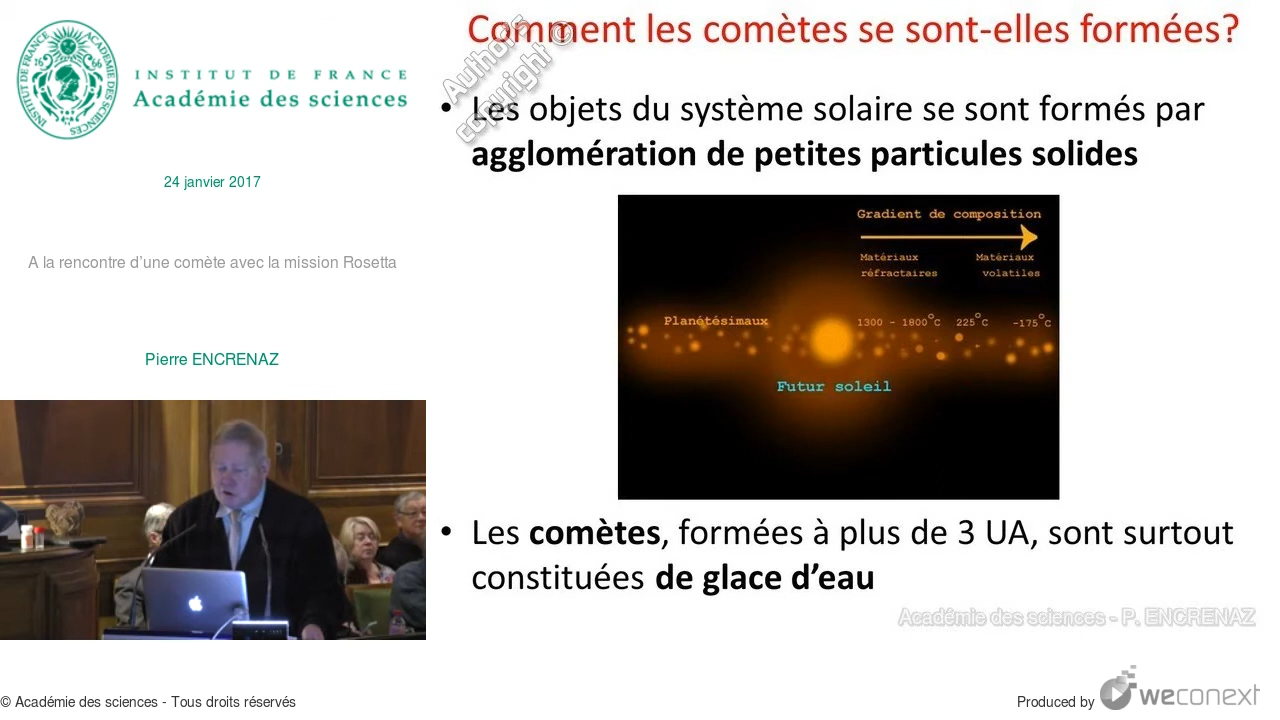 INSTITUT DE FRANCE
Académie des sciences
24 janvier 2017
A la rencontre d'une comète avec la mission Rosetta
Pierre ENCRENAZ
© Académie des sciences - Tous droits réservés
Comment les comètes se sont-elles formées?
Author's
copyright ©
• Les objets du système solaire se sont formés par
agglomération de petites particules solides
Gradient de composition
Matériaux Matériaux
réfractaires volatiles
Planétésimaux 1300 - 1800°C 225°C -175°C
Futur soleil
• Les comètes, formées à plus de 3 UA, sont surtout
constituées de glace d'eau
Académie des sciences - P. ENCRENAZ
Produced by weconext